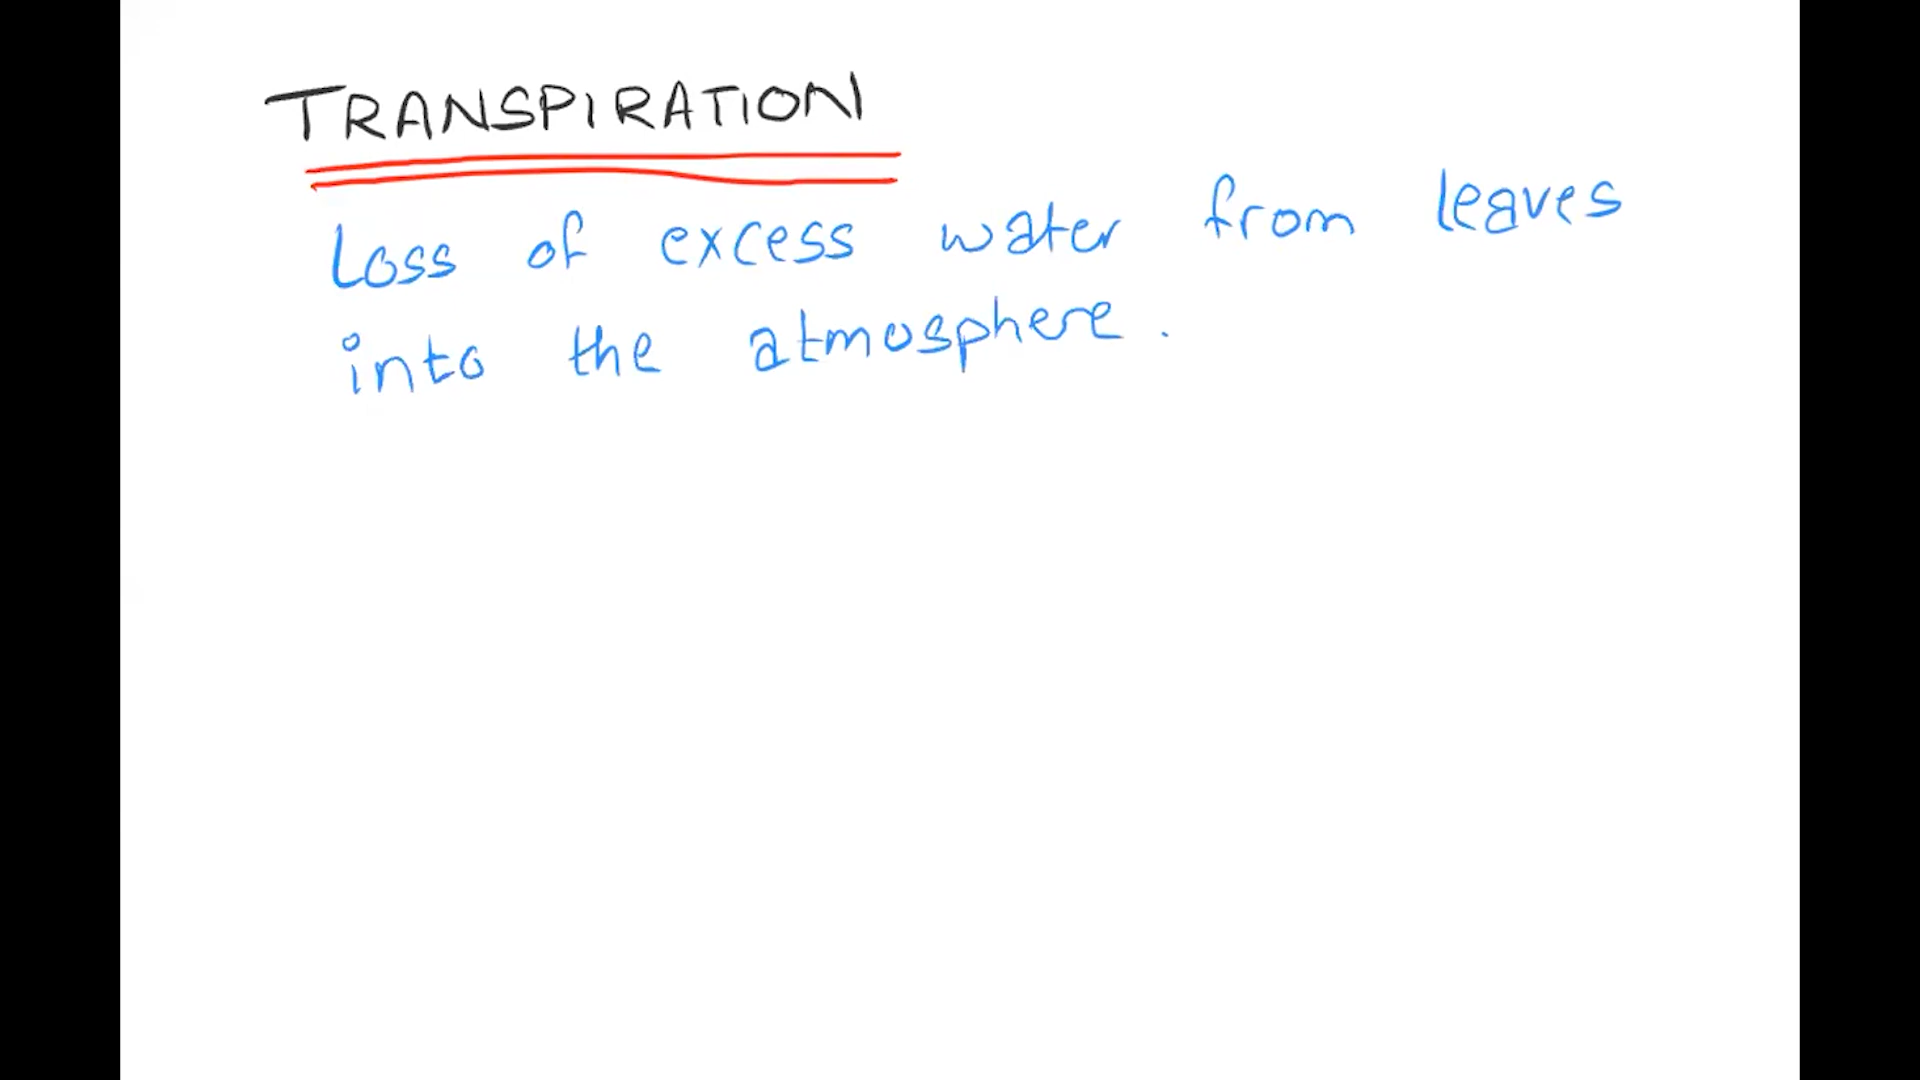 TRANSPIRATION
Loss of excess water from leaves
into the atmosphere.